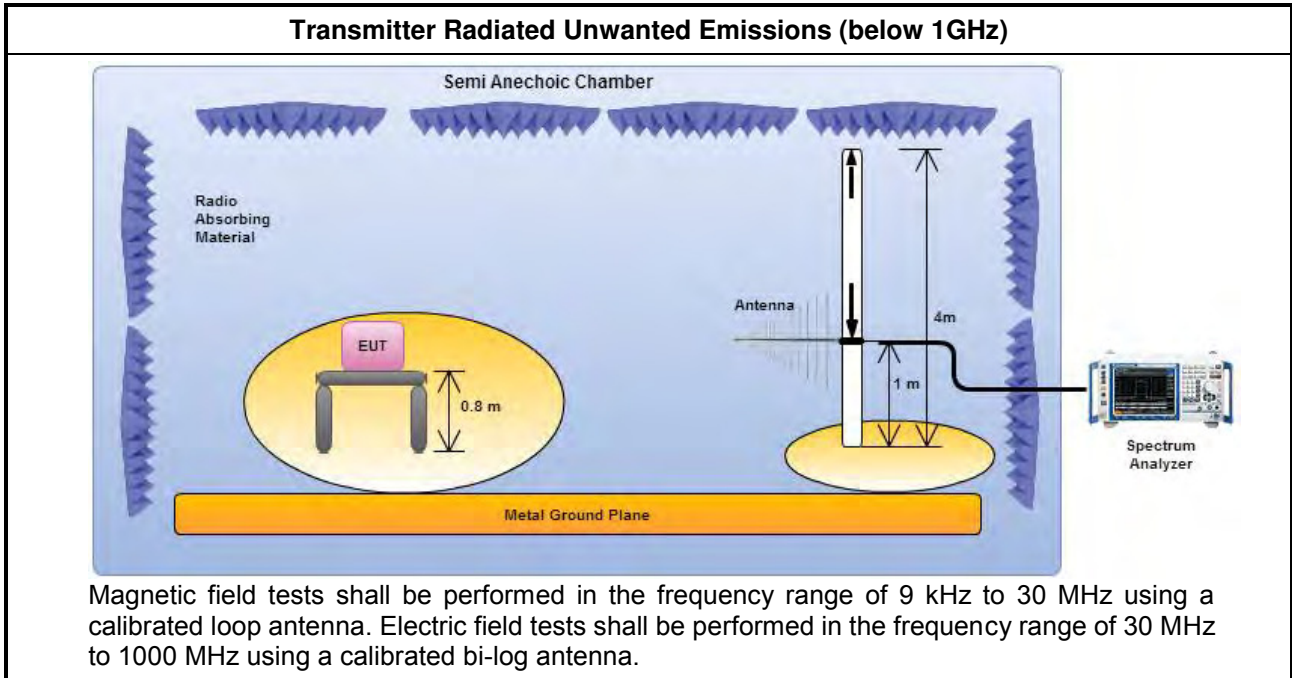 Transmitter Radiated Unwanted Emissions (below 1GHz)
Semi Anechoic Chamber
Radio
Absorbing
Material
Antenna
4m
EUT
1 m
0.8 m
Spectrum
Analyzer
Metal Ground Plane
Magnetic field tests shall be performed in the frequency range of 9 kHz to 30 MHz using a
calibrated loop antenna. Electric field tests shall be performed in the frequency range of 30 MHz
to 1000 MHz using a calibrated bi-log antenna.